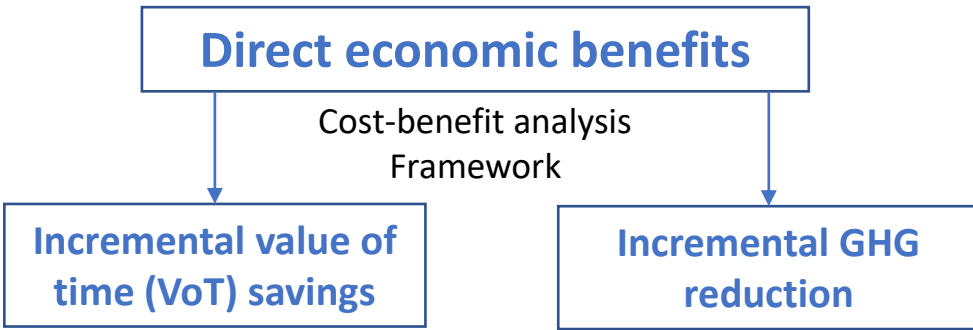 Direct economic benefits
Cost-benefit analysis
Framework
Incremental value of
time (VoT) savings
Incremental GHG
reduction